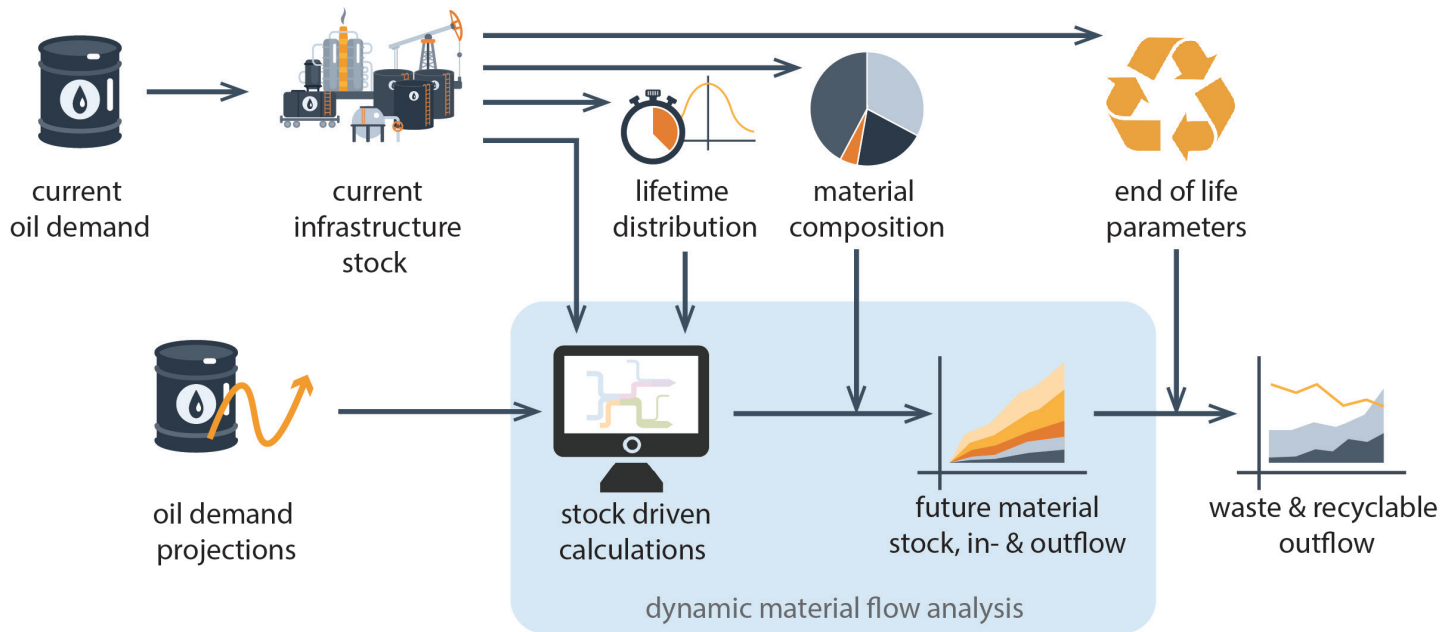 current
oil demand
current
infrastructure
stock
lifetime
distribution
material
composition
end of life
parameters
oil demand
projections
stock driven
calculations
future material
stock, in- & outflow
waste & recyclable
outflow
dynamic material flow analysis